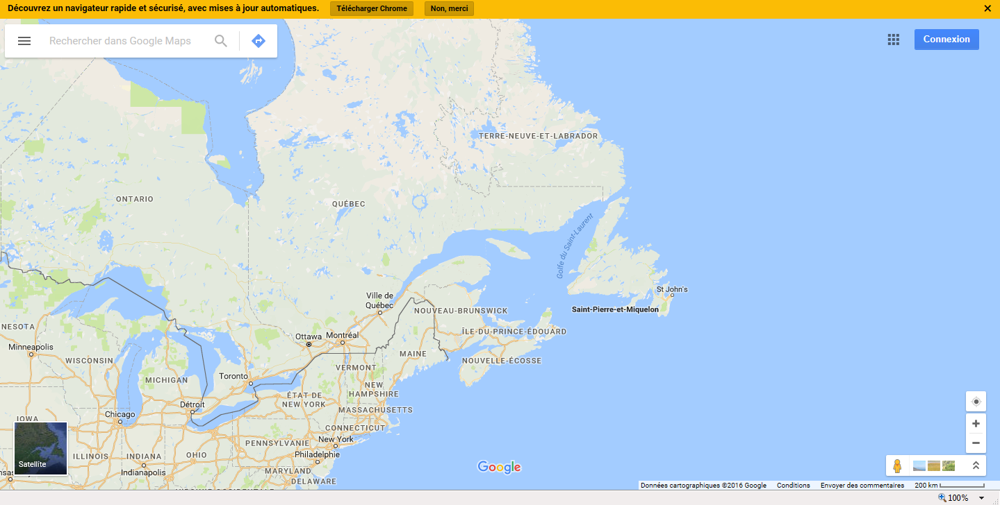 Découvrez un navigateur rapide et sécurisé, avec mises à jour automatiques. Télécharger Chrome Non, merci
Rechercher dans Google Maps
Connexion
TERRE-NEUVE-ET-LABRADOR
ONTARIO
QUÉBEC
Golfe du Saint-Laurent
St John's
Ville de
Québec
Saint-Pierre-et-Miquelon
NOUVEAU-BRUNSWICK
NESOTA
ÎLE-DU-PRINCE-ÉDOUARD
Ottawa
Montréal
Minneapolis
MAINE
WISCONSIN
NOUVELLE-ÉCOSSE
VERMONT
Toronto
MICHIGAN
NEW
HAMPSHIRE
ÉTAT DE
NEW YORK
Détroit
MASSACHUSETTS
Chicago
IOWA
CONNECTICUT
New York
PENNSYLVANIE
Philadelphie
ILLINOIS
INDIANA
OHIO
Satellite
Indianapolis
MARYLAND
DELAWARE
Google
Données cartographiques ©2016 Google Conditions Envoyer des commentaires 200 km
100%